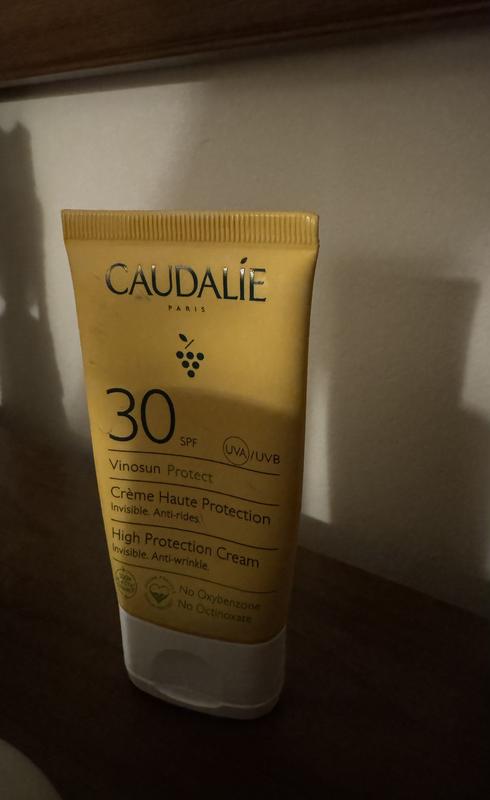 CAUDALÍE
PARIS
30 SPF
UVA/UVB
Vinosun Protect
Crème Haute Protection
Invisible. Anti-rides.
High Protection Cream
Invisible. Anti-wrinkle.
No Oxybenzone
No Octinoxate